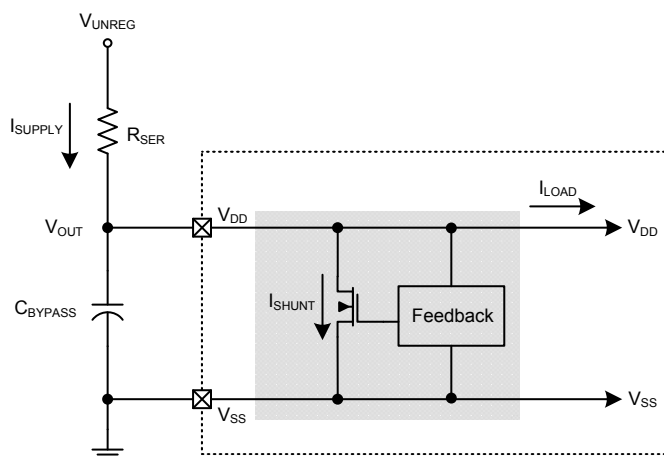 VUNREG
ISUPPLY
RSER
ILOAD
VOUT
VDD
VDD
ISHUNT
CBYPASS
Feedback
VSS
VSS